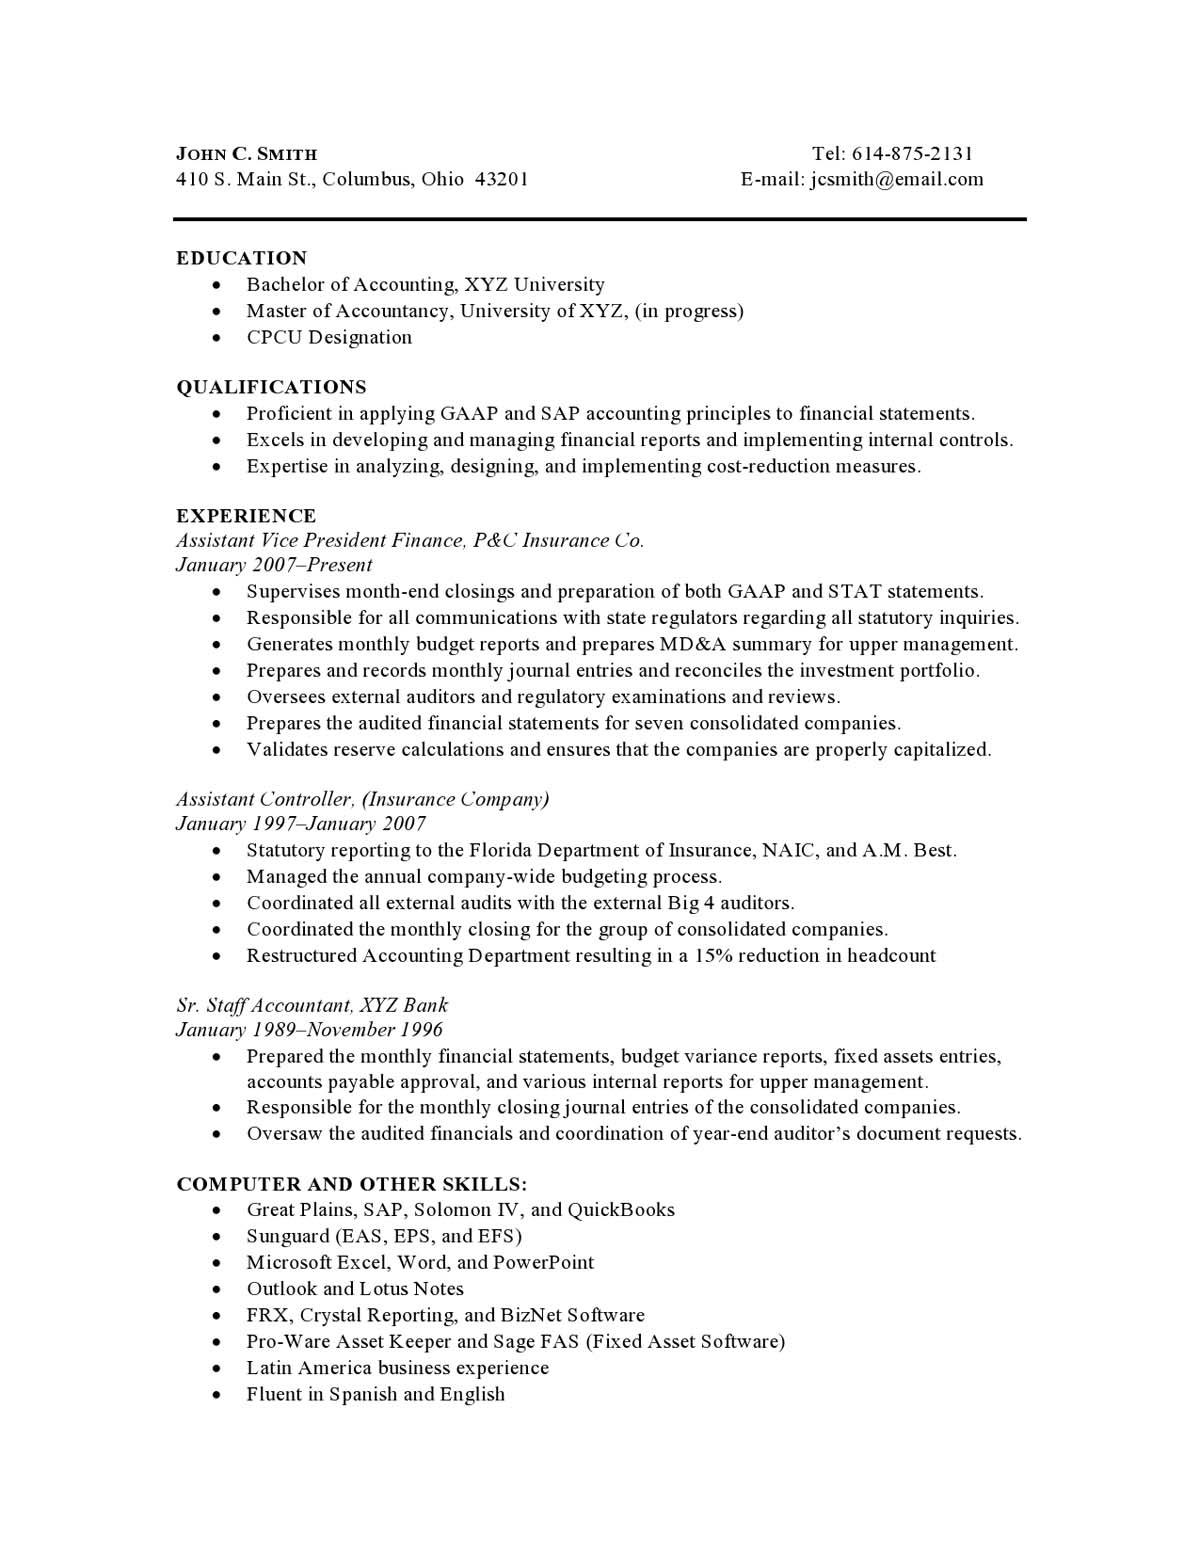 JOHN C. SMITH Tel: 614-875-2131
410 S. Main St., Columbus, Ohio 43201 E-mail: jcsmith@email.com
EDUCATION
• Bachelor of Accounting, XYZ University
• Master of Accountancy, University of XYZ, (in progress)
• CPCU Designation
QUALIFICATIONS
• Proficient in applying GAAP and SAP accounting principles to financial statements.
• Excels in developing and managing financial reports and implementing internal controls.
• Expertise in analyzing, designing, and implementing cost-reduction measures.
EXPERIENCE
Assistant Vice President Finance, P&C Insurance Co.
January 2007–Present
• Supervises month-end closings and preparation of both GAAP and STAT statements.
• Responsible for all communications with state regulators regarding all statutory inquiries.
• Generates monthly budget reports and prepares MD&A summary for upper management.
• Prepares and records monthly journal entries and reconciles the investment portfolio.
• Oversees external auditors and regulatory examinations and reviews.
• Prepares the audited financial statements for seven consolidated companies.
• Validates reserve calculations and ensures that the companies are properly capitalized.
Assistant Controller, (Insurance Company)
January 1997–January 2007
• Statutory reporting to the Florida Department of Insurance, NAIC, and A.M. Best.
• Managed the annual company-wide budgeting process.
• Coordinated all external audits with the external Big 4 auditors.
• Coordinated the monthly closing for the group of consolidated companies.
• Restructured Accounting Department resulting in a 15% reduction in headcount
Sr. Staff Accountant, XYZ Bank
January 1989–November 1996
• Prepared the monthly financial statements, budget variance reports, fixed assets entries,
accounts payable approval, and various internal reports for upper management.
• Responsible for the monthly closing journal entries of the consolidated companies.
• Oversaw the audited financials and coordination of year-end auditor’s document requests.
COMPUTER AND OTHER SKILLS:
• Great Plains, SAP, Solomon IV, and QuickBooks
• Sunguard (EAS, EPS, and EFS)
• Microsoft Excel, Word, and PowerPoint
• Outlook and Lotus Notes
• FRX, Crystal Reporting, and BizNet Software
• Pro-Ware Asset Keeper and Sage FAS (Fixed Asset Software)
• Latin America business experience
• Fluent in Spanish and English